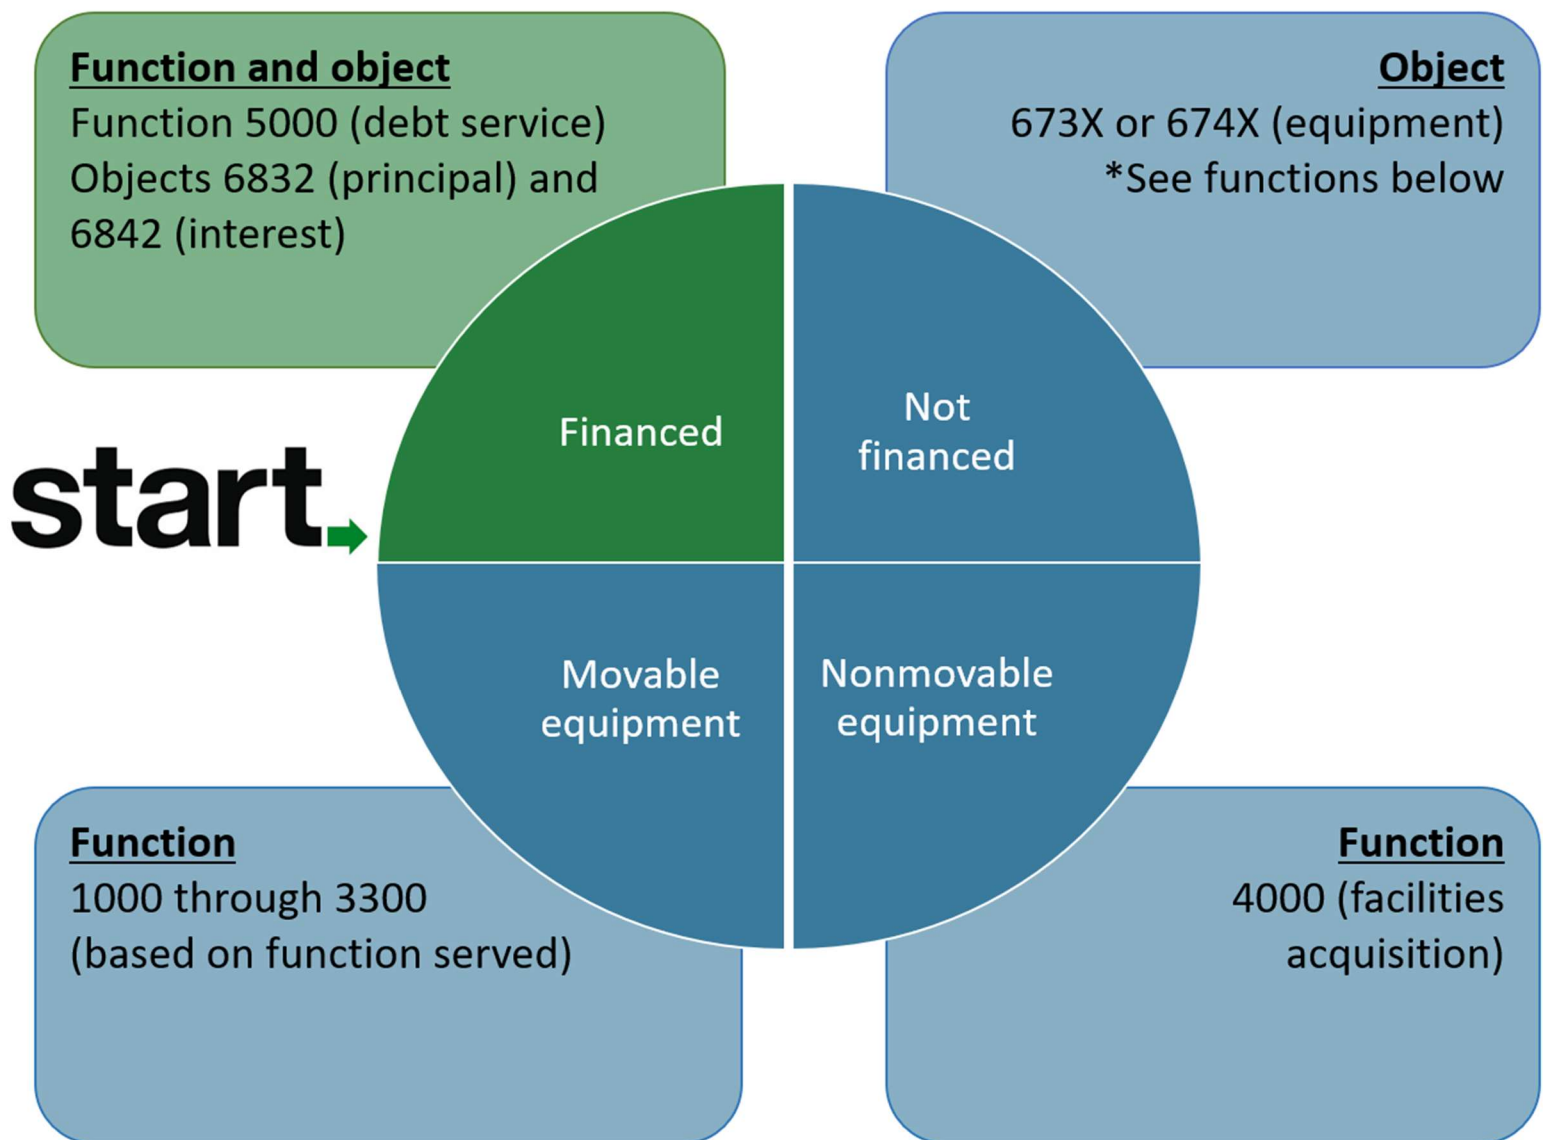 Function and object
Function 5000 (debt service)
Objects 6832 (principal) and
6842 (interest)
Object
673X or 674X (equipment)
*See functions below
start.
Financed
Not
financed
Movable
equipment
Nonmovable
equipment
Function
1000 through 3300
(based on function served)
Function
4000 (facilities
acquisition)